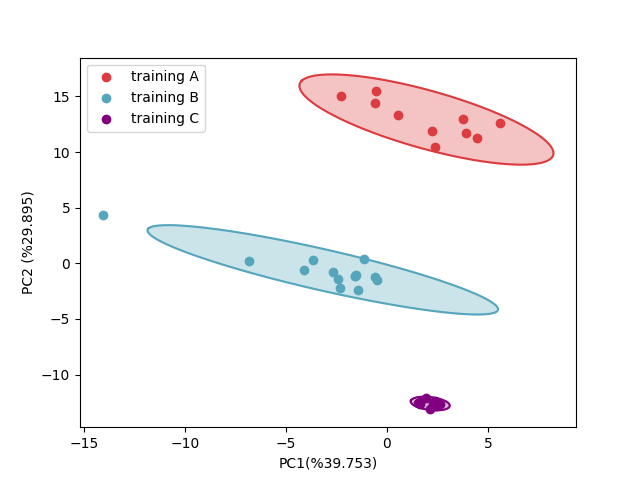 training A
training B
training C
15
10
5
0
−5
−10
PC2 (%29.895)
−15
−10
−5
0
5
PC1(%39.753)